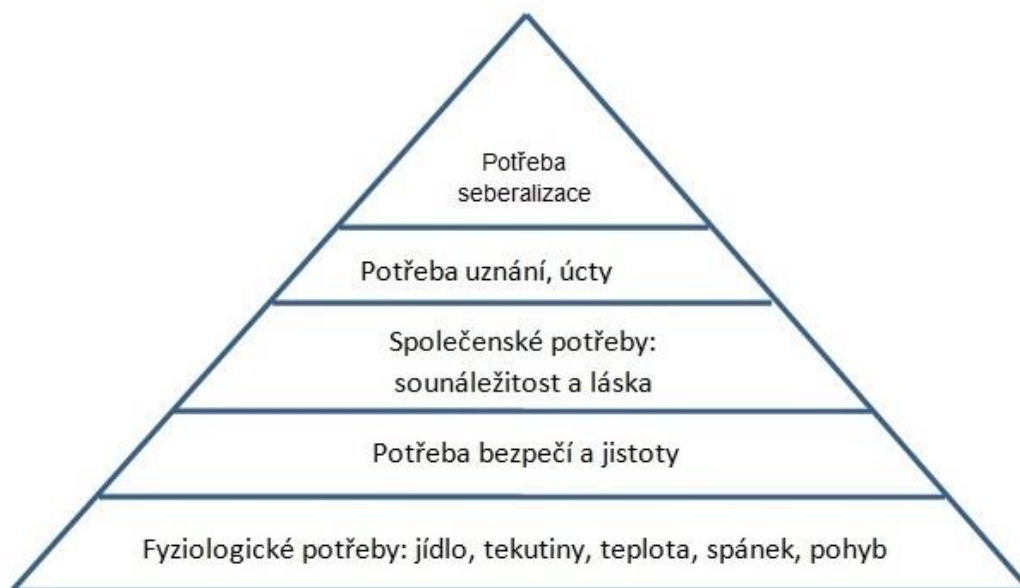 Potřeba
seberalizace
Potřeba uznání, úcty
Společenské potřeby:
sounáležitost a láska
Potřeba bezpečí a jistoty
Fyziologické potřeby: jídlo, tekutiny, teplota, spánek, pohyb